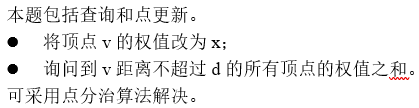 本题包括查询和点更新。
● 将顶点 v 的权值改为 x；
● 询问到 v 距离不超过 d 的所有顶点的权值之和。
可采用点分治算法解决。